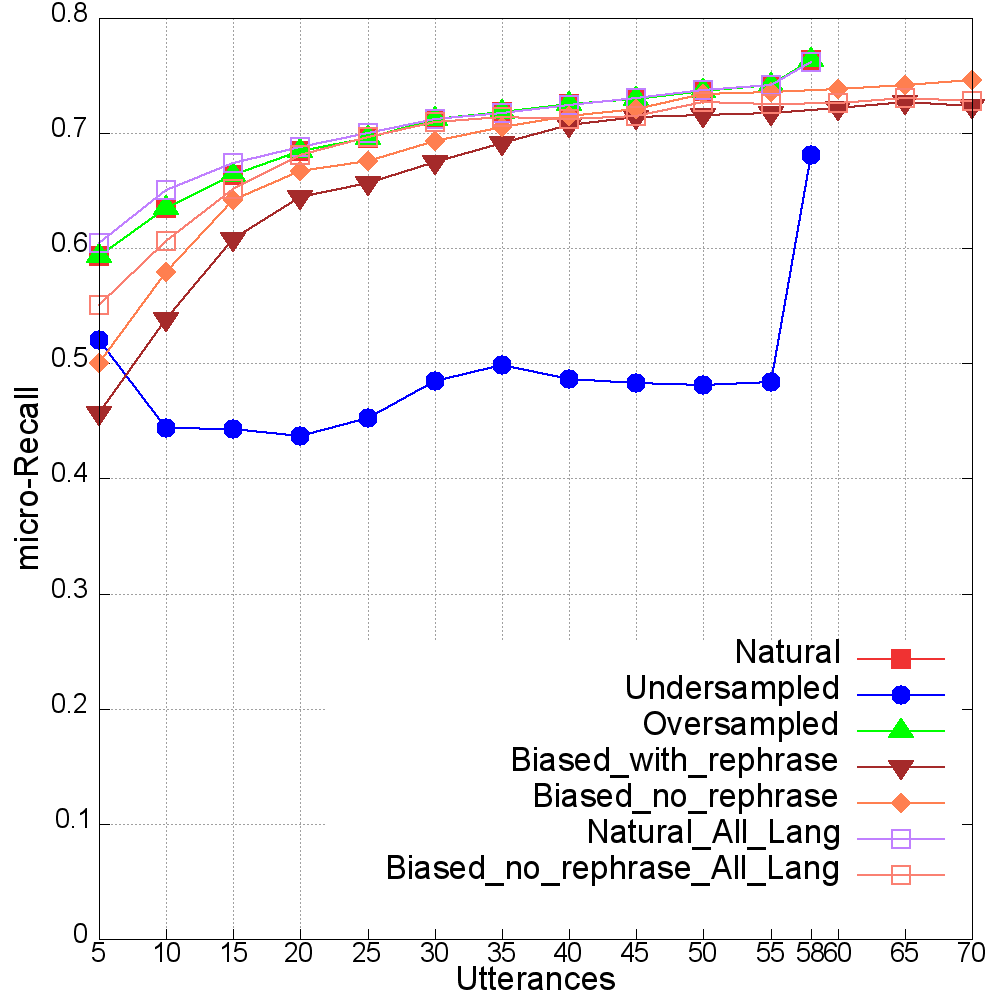 0.8
0.7
0.6
0.5
0.4
0.3
0.2
0.1
0
micro-Recall
Natural
Undersampled
Oversampled
Biased_with_rephrase
Biased_no_rephrase
Natural_All_Lang
Biased_no_rephrase_All_Lang
5 10 15 20 25 30 35 40 45 50 55 58 60 65 70
Utterances